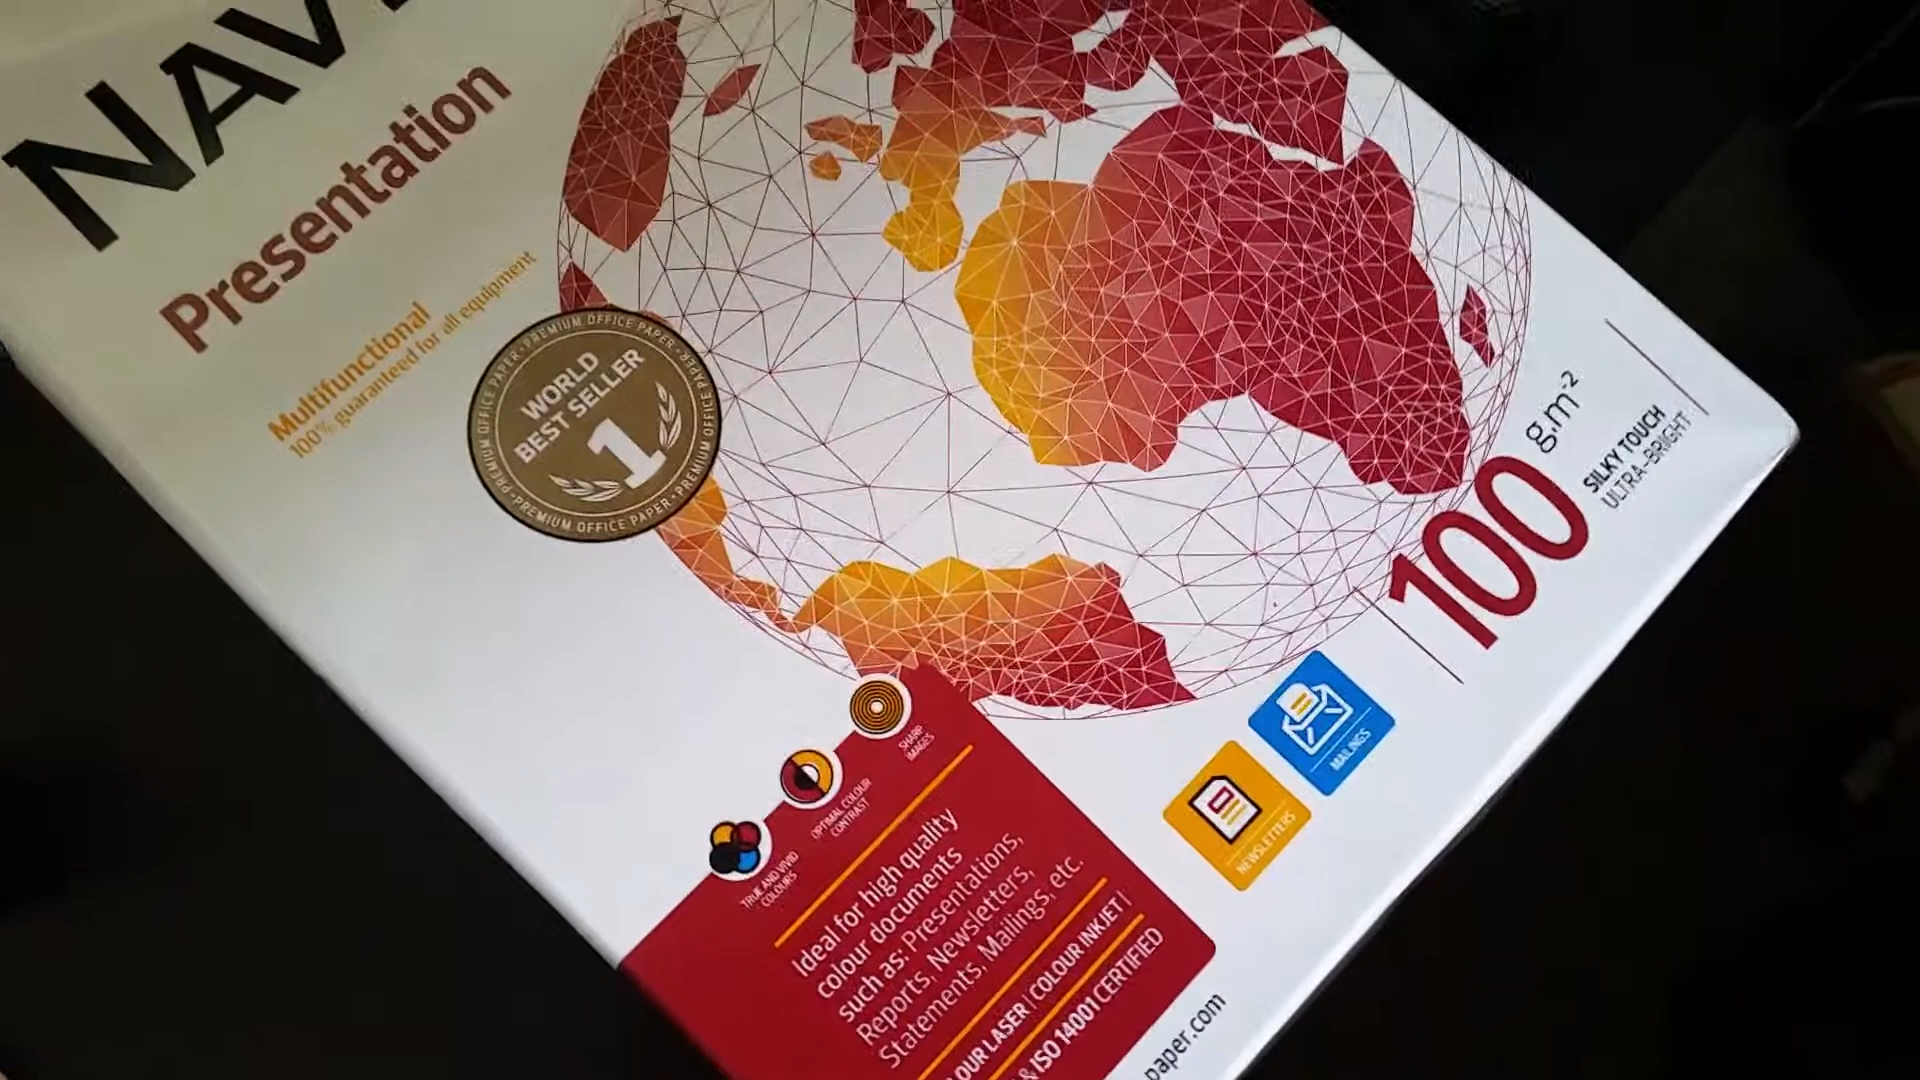 NAV
Presentation
Multifunctional
100% guaranteed for all equipment
PREMIUM OFFICE PAPER · PREMIUM OFFICE PAPER · PREMIUM OFFICE PAPER · PREMIUM OFFICE PAPER
WORLD
BEST SELLER
1
100 g.m-2
SILKY TOUCH
ULTRA-BRIGHT
SHARP
IMAGES
OPTIMAL COLOUR
CONTRAST
TRUE AND VIVID
COLOURS
MAILINGS
NEWSLETTERS
Ideal for high quality
colour documents
such as: Presentations,
Reports, Newsletters,
Statements, Mailings, etc.
OUR LASER | COLOUR INKJET |
& ISO 14001 CERTIFIED
paper.com